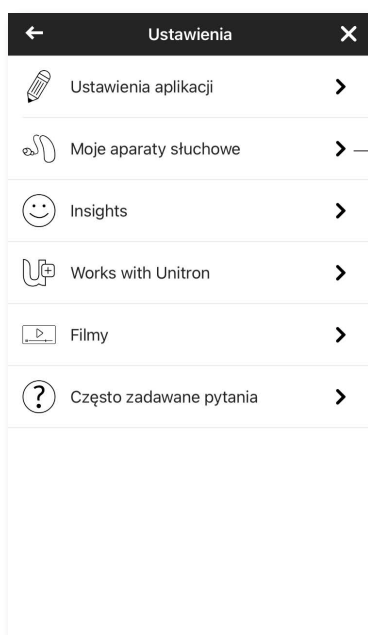 Ustawienia
Ustawienia aplikacji
Moje aparaty słuchowe
Insights
Works with Unitron
Filmy
Często zadawane pytania